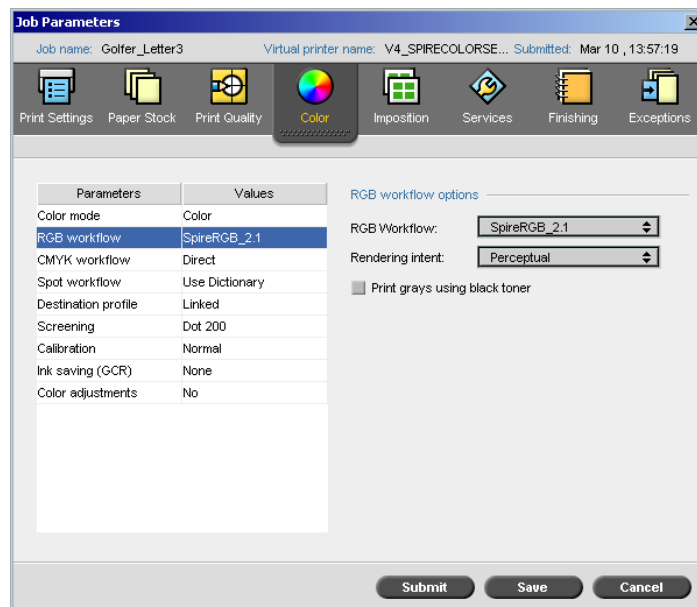 Job Parameters
Job name: Golfer_Letter3 Virtual printer name: V4_SPIRECOLORSE... Submitted: Mar 10 , 13:57:19
Print Settings Paper Stock Print Quality Color Imposition Services Finishing Exceptions
Parameters Values
Color mode Color
RGB workflow SpireRGB_2.1
CMYK workflow Direct
Spot workflow Use Dictionary
Destination profile Linked
Screening Dot 200
Calibration Normal
Ink saving (GCR) None
Color adjustments No
RGB workflow options
RGB Workflow: SpireRGB_2.1
Rendering intent: Perceptual
Print grays using black toner
Submit Save Cancel